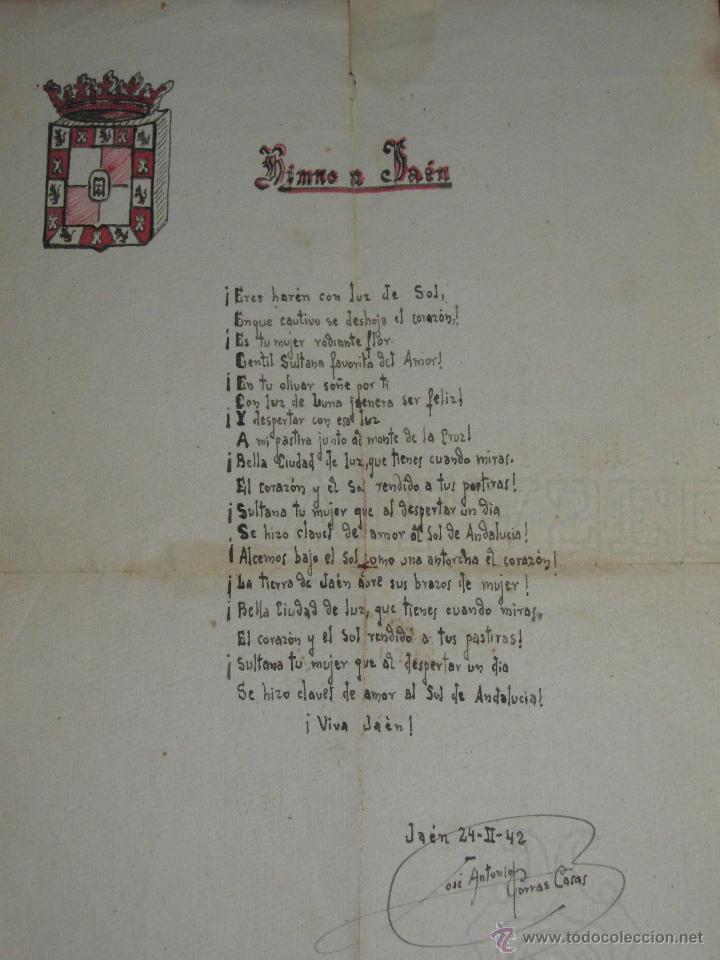 Himno a Jaén
¡Eres harén con luz de Sol,
Enque cautivo se deshoja el corazón,!
¡Es tu mujer radiante flor.
Gentil Sultana favorita del Amor!
¡En tu olivar soñe por ti
Con luz de Luna jaenera ser feliz!
¡Y despertar con esa luz
A mi pastira junto al monte de la Cruz!
¡Bella Ciudad de luz, que tienes cuando miras.
El corazón y el Sol rendido a tus pastiras!
¡Sultana tu mujer que al despertar un dia
Se hizo clavel de amor al Sol de Andalucia!
¡Alcemos bajo el Sol como una antorcha el corazón!
¡La tierra de Jaén abre sus brazos de mujer!
¡Bella Ciudad de luz, que tienes cuando miras,
El corazón y el Sol rendido a tus pastiras!
¡Sultana tu mujer que al despertar un dia
Se hizo clavel de amor al Sol de Andalucia!
¡Viva Jaén!
Jaén 24-II-42
José Antonio Porras Casas
© www.todocoleccion.net